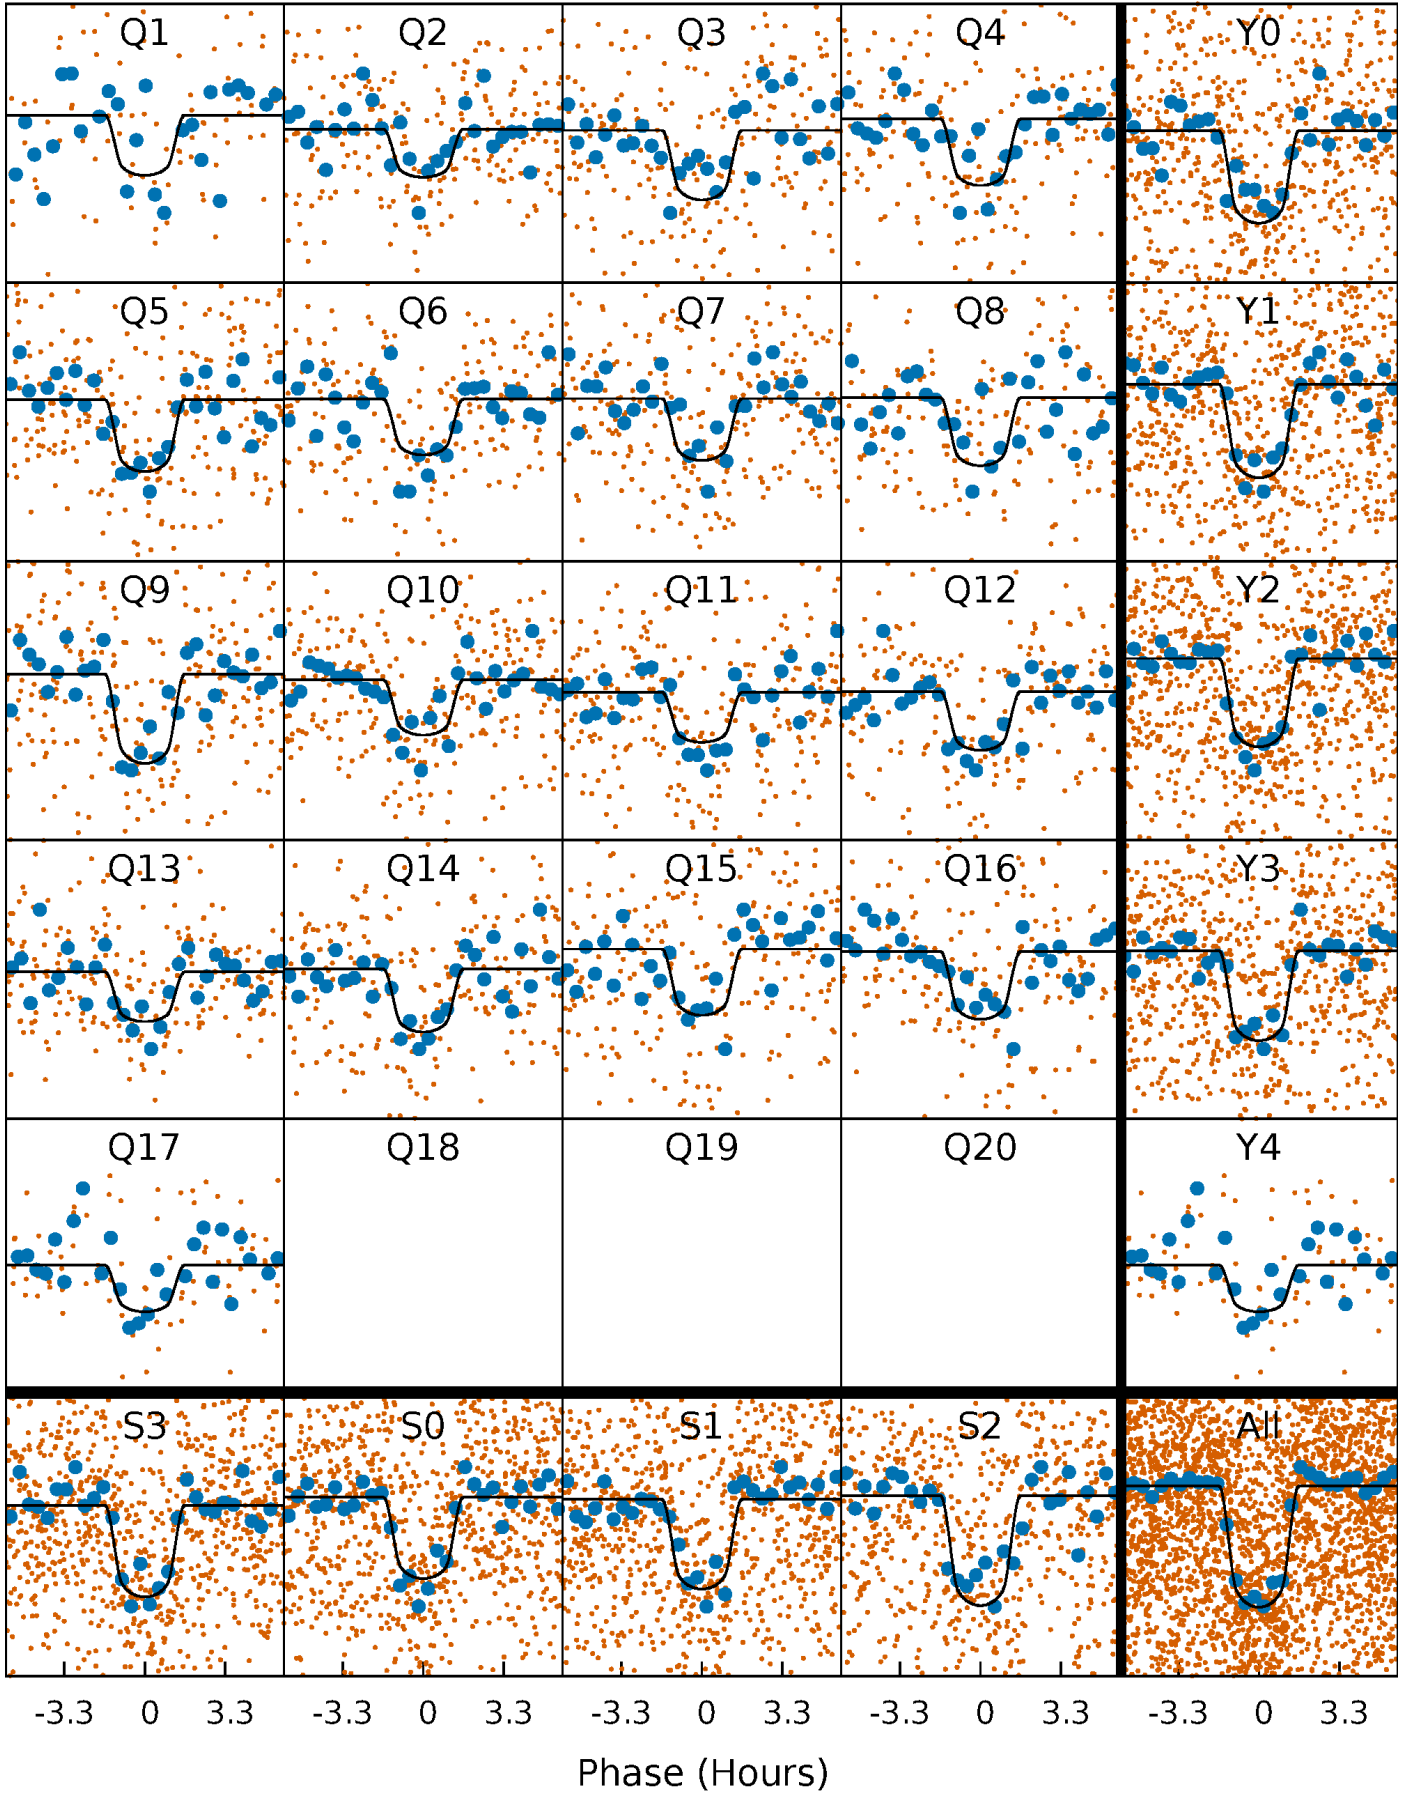 Q1 Q2 Q3 Q4 Y0
Q5 Q6 Q7 Q8 Y1
Q9 Q10 Q11 Q12 Y2
Q13 Q14 Q15 Q16 Y3
Q17 Q18 Q19 Q20 Y4
S3 S0 S1 S2 All
-3.3 0 3.3 -3.3 0 3.3 -3.3 0 3.3 -3.3 0 3.3 -3.3 0 3.3
Phase (Hours)